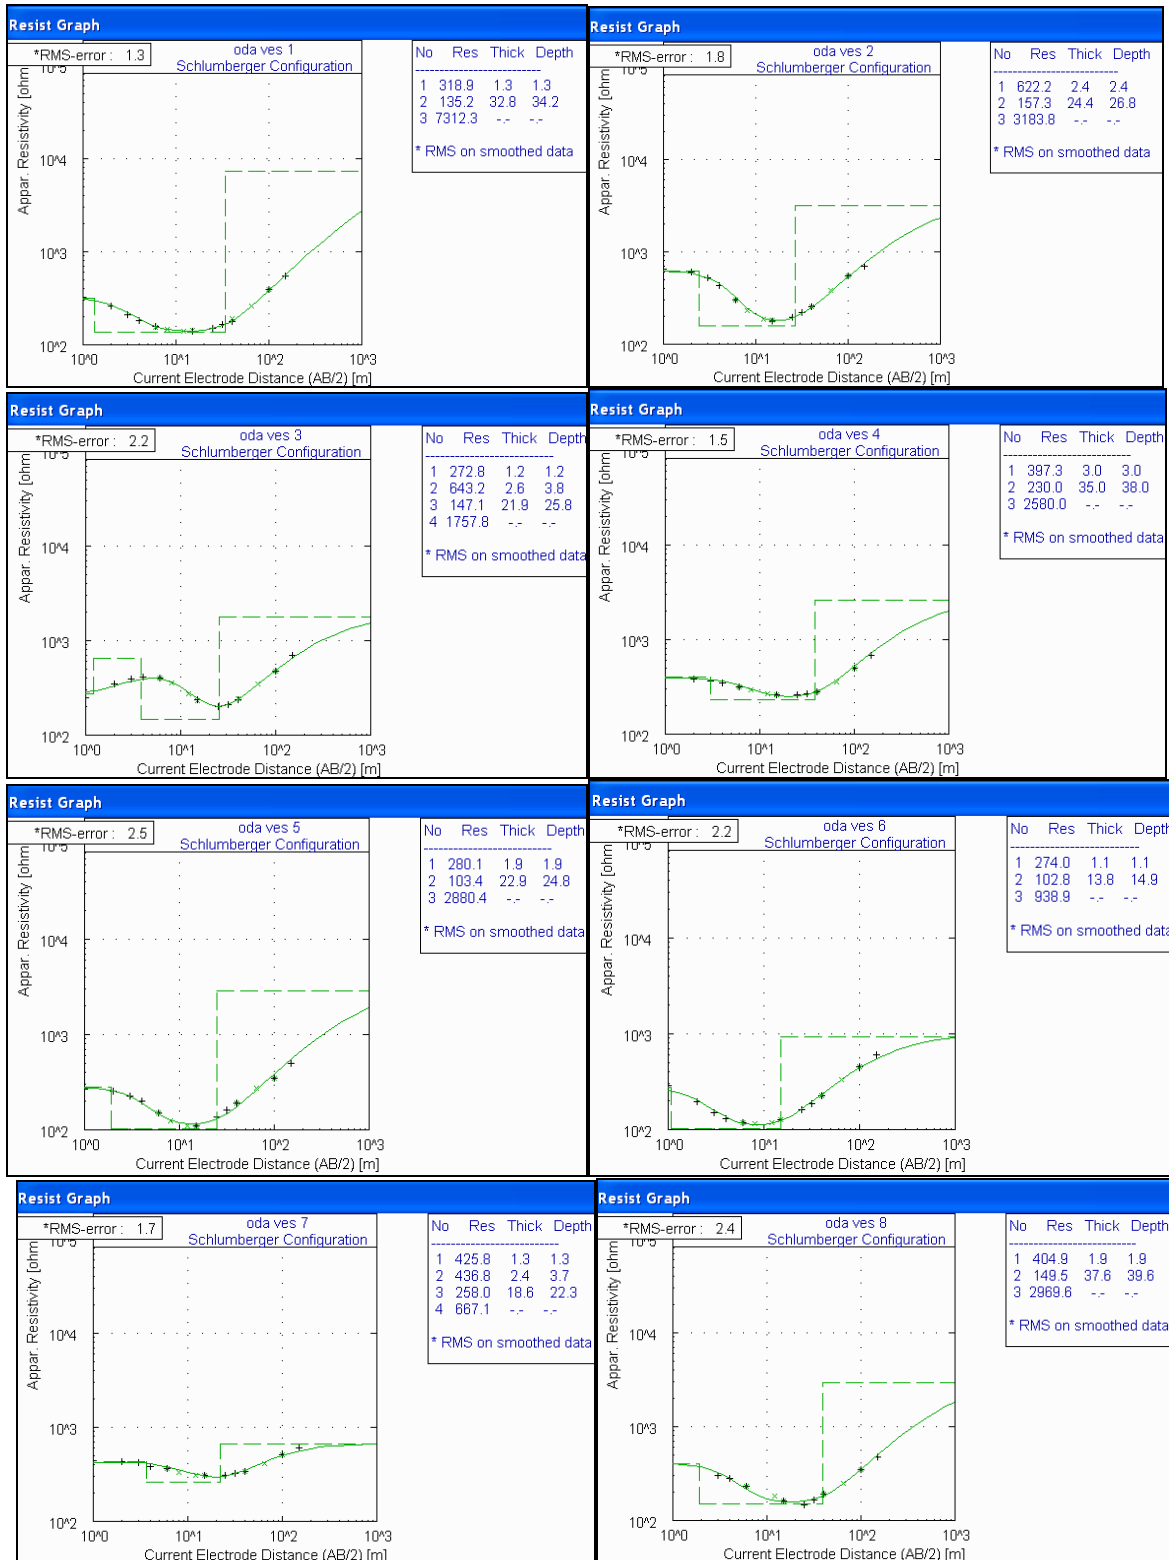 Resist Graph
*RMS-error : 1.3
oda ves 1
Schlumberger Configuration
No Res Thick Depth
1 318.9 1.3 1.3
2 135.2 32.8 34.2
3 7312.3 -.- -.-
* RMS on smoothed data
Appar. Resistivity [ohm
10^5
10^4
10^3
10^2
10^0 10^1 10^2 10^3
Current Electrode Distance (AB/2) [m]
*RMS-error : 1.8
oda ves 2
Schlumberger Configuration
No Res Thick Depth
1 622.2 2.4 2.4
2 157.3 24.4 26.8
3 3183.8 -.- -.-
* RMS on smoothed data
Appar. Resistivity [ohm
10^5
10^4
10^3
10^2
10^0 10^1 10^2 10^3
Current Electrode Distance (AB/2) [m]
Resist Graph
*RMS-error : 2.2
oda ves 3
Schlumberger Configuration
No Res Thick Depth
1 272.8 1.2 1.2
2 643.2 2.6 3.8
3 147.1 21.9 25.8
4 1757.8 -.- -.-
* RMS on smoothed data
Appar. Resistivity [ohm
10^5
10^4
10^3
10^2
10^0 10^1 10^2 10^3
Current Electrode Distance (AB/2) [m]
Resist Graph
*RMS-error : 1.5
oda ves 4
Schlumberger Configuration
No Res Thick Depth
1 397.3 3.0 3.0
2 230.0 35.0 38.0
3 2580.0 -.- -.-
* RMS on smoothed data
Appar. Resistivity [ohm
10^5
10^4
10^3
10^2
10^0 10^1 10^2 10^3
Current Electrode Distance (AB/2) [m]
Resist Graph
*RMS-error : 2.5
oda ves 5
Schlumberger Configuration
No Res Thick Depth
1 280.1 1.9 1.9
2 103.4 22.9 24.8
3 2880.4 -.- -.-
* RMS on smoothed data
Appar. Resistivity [ohm
10^5
10^4
10^3
10^2
10^0 10^1 10^2 10^3
Current Electrode Distance (AB/2) [m]
Resist Graph
*RMS-error : 2.2
oda ves 6
Schlumberger Configuration
No Res Thick Depth
1 274.0 1.1 1.1
2 102.8 13.8 14.9
3 938.9 -.- -.-
* RMS on smoothed data
Appar. Resistivity [ohm
10^5
10^4
10^3
10^2
10^0 10^1 10^2 10^3
Current Electrode Distance (AB/2) [m]
Resist Graph
*RMS-error : 1.7
oda ves 7
Schlumberger Configuration
No Res Thick Depth
1 425.8 1.3 1.3
2 436.8 2.4 3.7
3 258.0 18.6 22.3
4 667.1 -.- -.-
* RMS on smoothed data
Appar. Resistivity [ohm
10^5
10^4
10^3
10^2
10^0 10^1 10^2 10^3
Current Electrode Distance (AB/2) [m]
Resist Graph
*RMS-error : 2.4
oda ves 8
Schlumberger Configuration
No Res Thick Depth
1 404.9 1.9 1.9
2 149.5 37.6 39.6
3 2969.6 -.- -.-
* RMS on smoothed data
Appar. Resistivity [ohm
10^5
10^4
10^3
10^2
10^0 10^1 10^2 10^3
Current Electrode Distance (AB/2) [m]